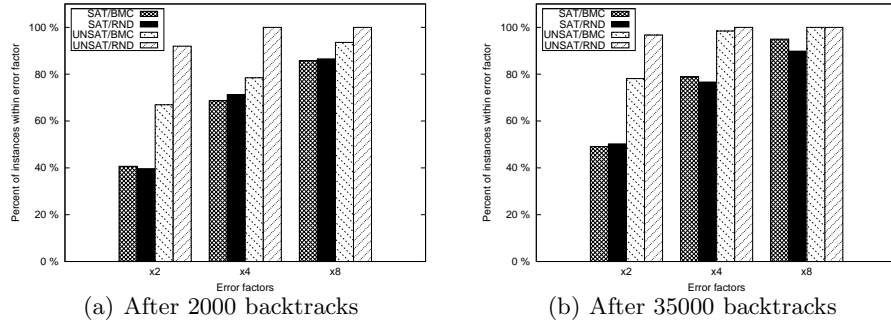 100 %
80 %
60 %
40 %
20 %
0 %
Percent of instances within error factor
SAT/BMC
SAT/RND
UNSAT/BMC
UNSAT/RND
x2 x4 x8
Error factors
(a) After 2000 backtracks
100 %
80 %
60 %
40 %
20 %
0 %
Percent of instances within error factor
SAT/BMC
SAT/RND
UNSAT/BMC
UNSAT/RND
x2 x4 x8
Error factors
(b) After 35000 backtracks